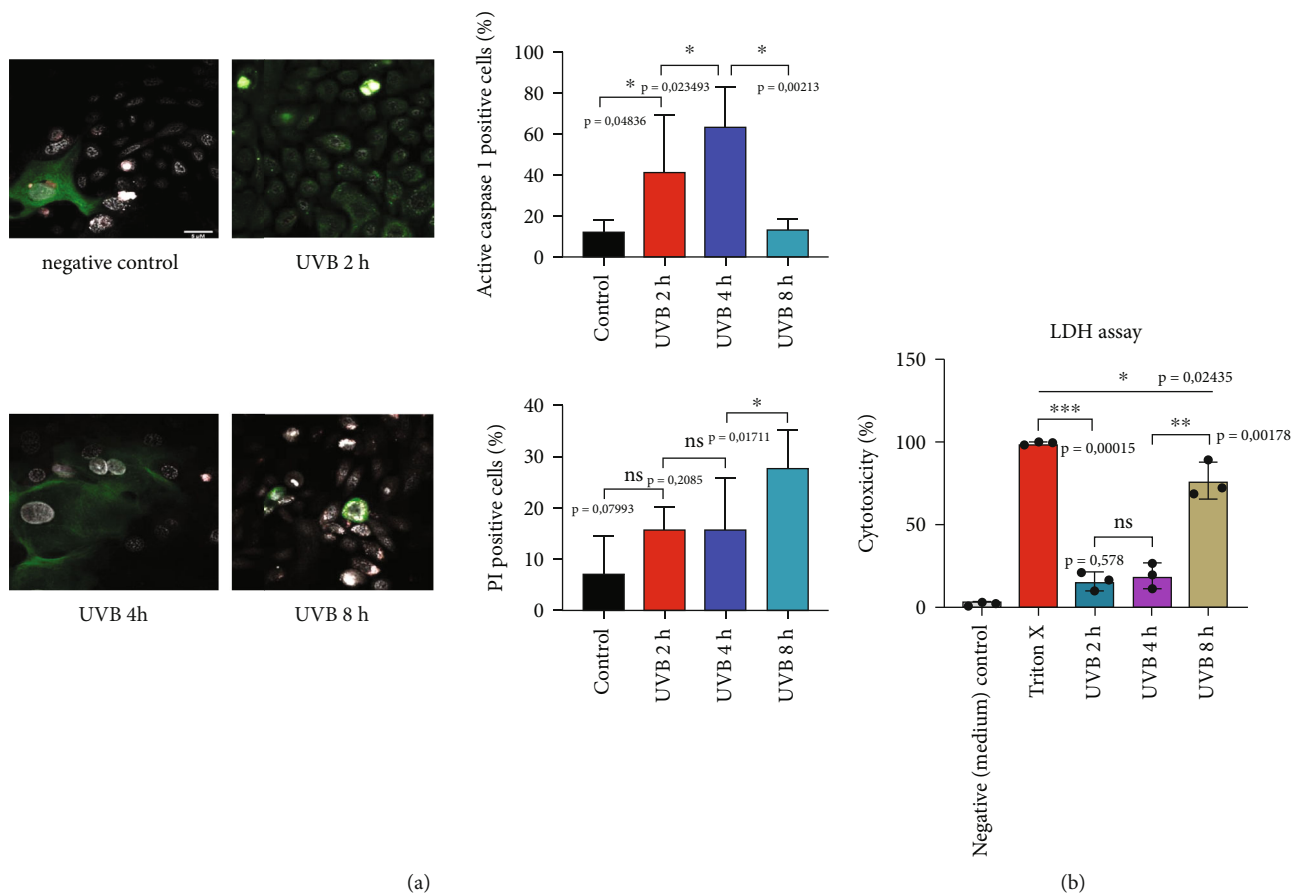 5 µM
negative control
UVB 2 h
UVB 4h
UVB 8 h
Active caspase 1 positive cells (%)
100
80
60
40
20
0
*
*
*
p = 0,04836
p = 0,023493
p = 0,00213
Control
UVB 2 h
UVB 4 h
UVB 8 h
PI positive cells (%)
40
30
20
10
0
ns
ns
*
p = 0,07993
p = 0,2085
p = 0,01711
Control
UVB 2 h
UVB 4 h
UVB 8 h
(a)
LDH assay
Cytotoxicity (%)
150
100
50
0
*
p = 0,02435
***
p = 0,00015
**
p = 0,00178
ns
p = 0,578
Negative (medium) control
Triton X
UVB 2 h
UVB 4 h
UVB 8 h
(b)